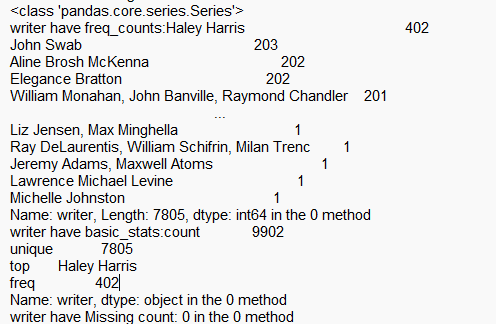 <class 'pandas.core.series.Series'>
writer have freq_counts:Haley Harris 402
John Swab 203
Aline Brosh McKenna 202
Elegance Bratton 202
William Monahan, John Banville, Raymond Chandler 201
...
Liz Jensen, Max Minghella 1
Ray DeLaurentis, William Schifrin, Milan Trenc 1
Jeremy Adams, Maxwell Atoms 1
Lawrence Michael Levine 1
Michelle Johnston 1
Name: writer, Length: 7805, dtype: int64 in the 0 method
writer have basic_stats:count 9902
unique 7805
top Haley Harris
freq 402
Name: writer, dtype: object in the 0 method
writer have Missing count: 0 in the 0 method